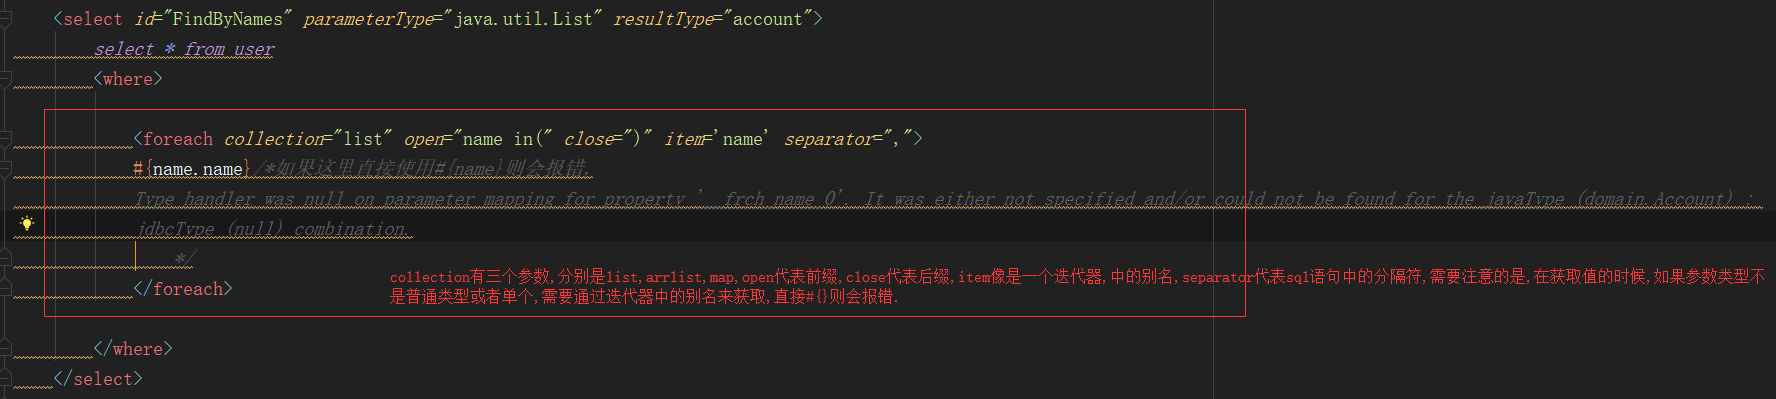 <select id="FindByNames" parameterType="java.util.List" resultType="account">
select * from user
<where>
<foreach collection="list" open="name in(" close=")" item='name' separator=",">
#{name.name}/*如果这里直接使用#{name}则会报错.
Type handler was null on parameter mapping for property '__frch_name_0'. It was either not specified and/or could not be found for the javaType (domain.Account) :
jdbcType (null) combination.
*/
collection有三个参数,分别是list,arrlist,map,open代表前缀,close代表后缀,item像是一个迭代器,中的别名,separator代表sql语句中的分隔符,需要注意的是,在获取值的时候,如果参数类型不
</foreach>
是普通类型或者单个,需要通过迭代器中的别名来获取,直接#{}则会报错.
</where>
</select>